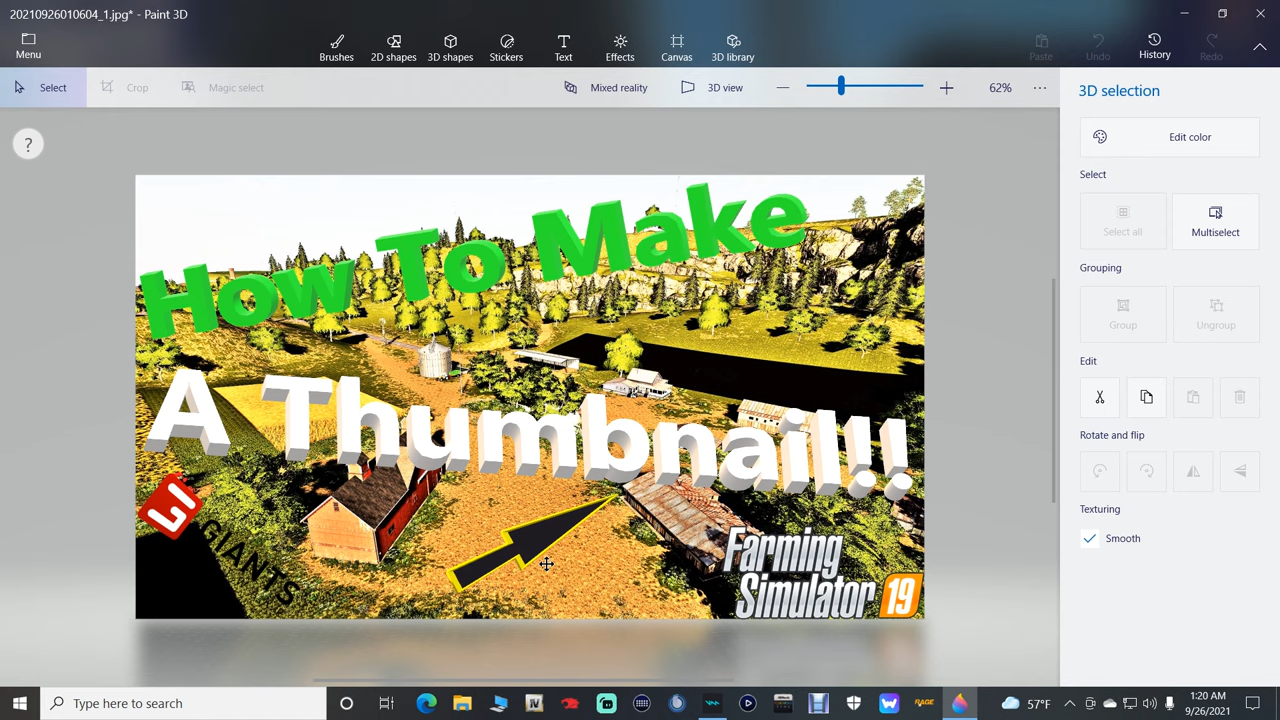 20210926010604_1.jpg* - Paint 3D
Menu
Brushes
2D shapes
3D shapes
Stickers
Text
Effects
Canvas
3D library
Paste
Undo
History
Redo
Select
Crop
Magic select
Mixed reality
3D view
62%
?
3D selection
Edit color
Select
Select all
Multiselect
Grouping
Group
Ungroup
Edit
Rotate and flip
Texturing
Smooth
How To Make
A Thumbnail!!
GIANTS
Farming
Simulator 19
Type here to search
IV
RAGE
57°F
1:20 AM
9/26/2021